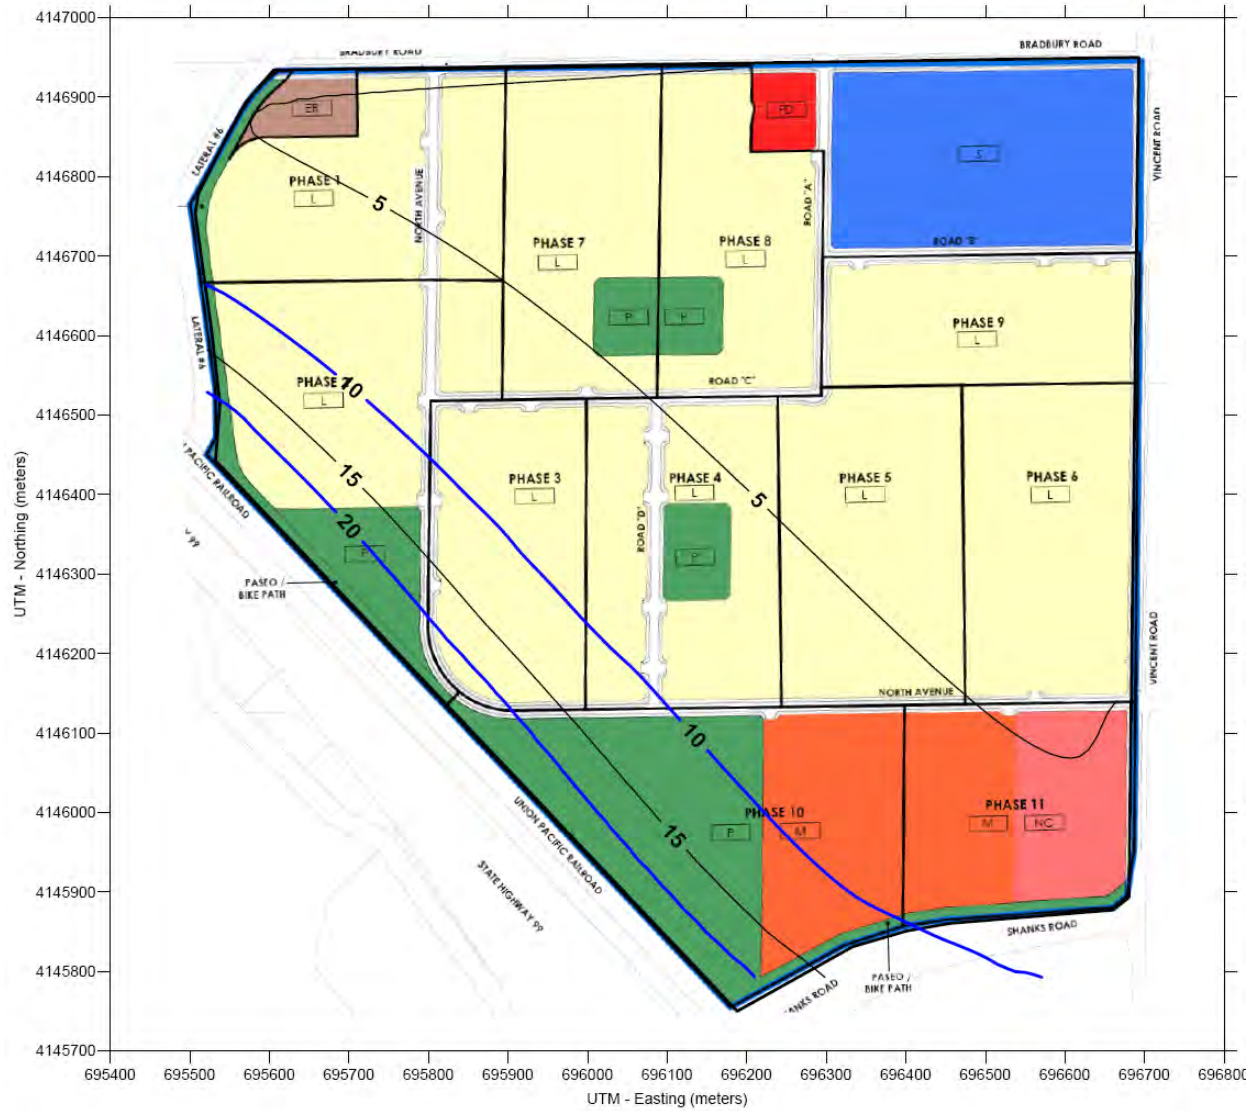 4147000
4146900
4146800
4146700
4146600
4146500
4146400
4146300
4146200
4146100
4146000
4145900
4145800
4145700
UTM - Northing (meters)
BRADBURY ROAD
BRADBURY ROAD
ER
PD
S
LATERAL #6
VINCENT ROAD
PHASE 1
L
5
NORTH AVENUE
ROAD "A"
PHASE 7
L
PHASE 8
L
ROAD "B"
P
P
PHASE 9
L
LATERAL #6
PHASE 2
L
10
ROAD "C"
15
20
PHASE 3
L
PHASE 4
L
5
PHASE 5
L
PHASE 6
L
PACIFIC RAILROAD
99
ROAD "D"
P
P
PASEO /
BIKE PATH
VINCENT ROAD
NORTH AVENUE
10
15
PHASE 10
P
M
PHASE 11
M
NC
UNION PACIFIC RAILROAD
STATE HIGHWAY 99
SHANKS ROAD
PASEO /
BIKE PATH
ANKS ROAD
695400 695500 695600 695700 695800 695900 696000 696100 696200 696300 696400 696500 696600 696700 696800
UTM - Easting (meters)